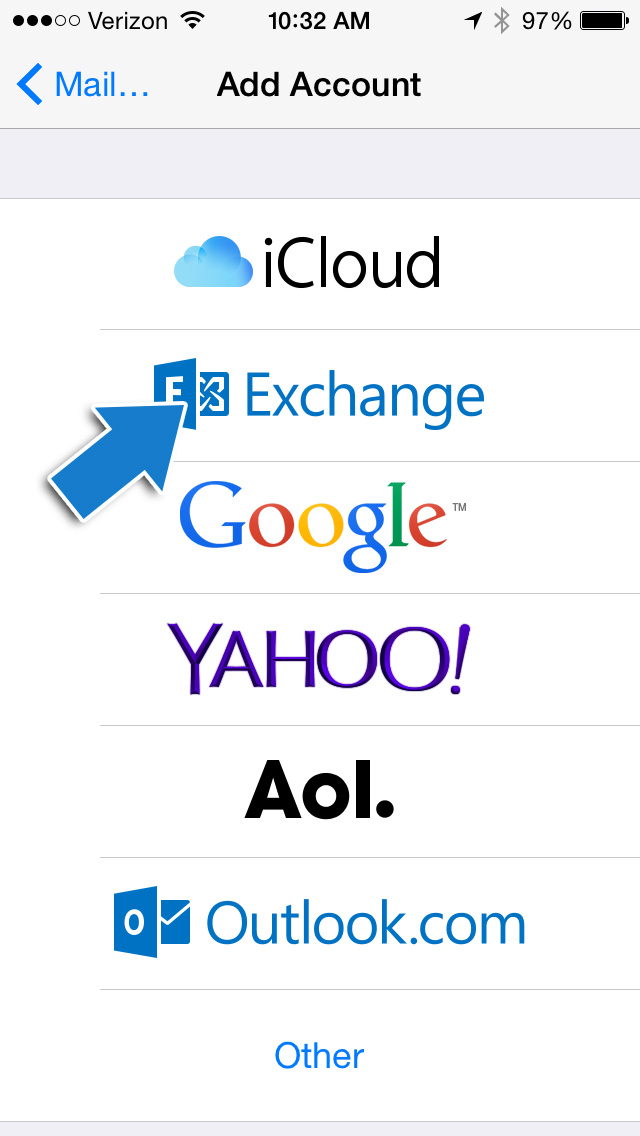 Verizon 10:32 AM 97%
Mail... Add Account
iCloud
E Exchange
Google™
YAHOO!
Aol.
o Outlook.com
Other